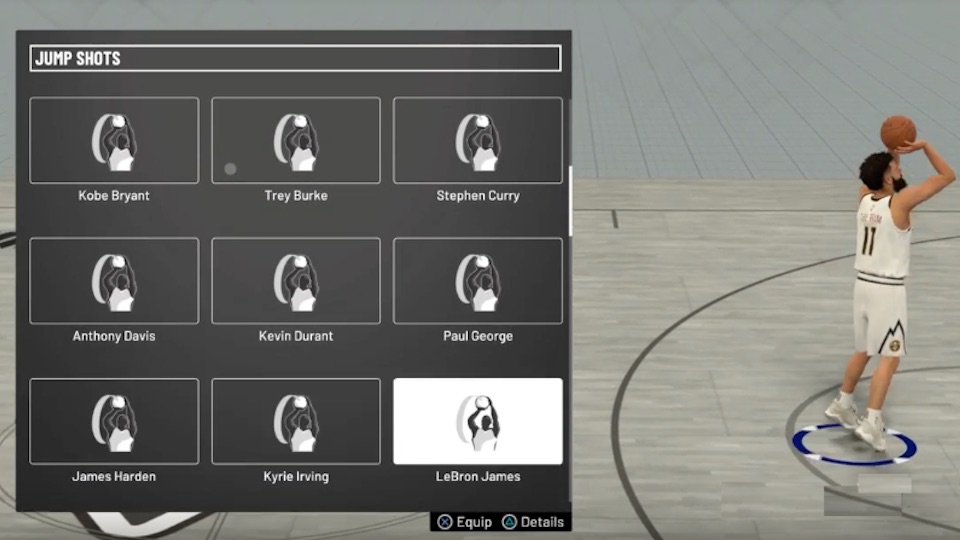 JUMP SHOTS
Kobe Bryant
Trey Burke
Stephen Curry
Anthony Davis
Kevin Durant
Paul George
James Harden
Kyrie Irving
LeBron James
Equip
Details
11